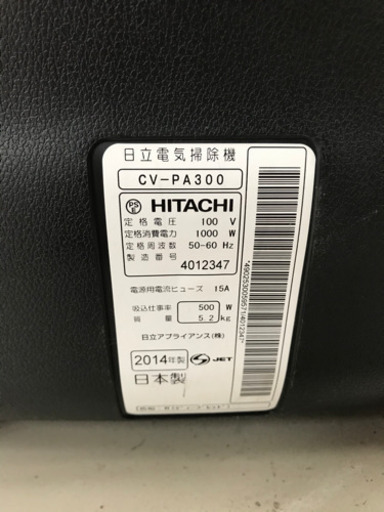 日立電気掃除機
CV-PA300
PS
E
HITACHI
定格電圧 100 V
定格消費電力 1000 W
定格周波数 50-60 Hz
製造番号 4012347
電源用電流ヒューズ 15A
吸込仕事率 500 W
質量 5.2 kg
日立アプライアンス(株)
2014年製 S JET
日本製